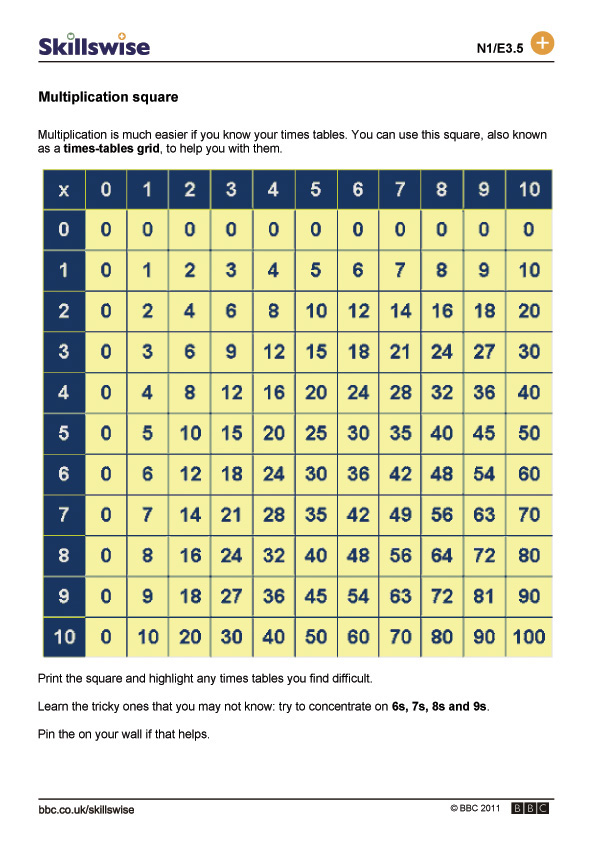 Skillswise
N1/E3.5 +
Multiplication square
Multiplication is much easier if you know your times tables. You can use this square, also known
as a times-tables grid, to help you with them.
x 0 1 2 3 4 5 6 7 8 9 10
0 0 0 0 0 0 0 0 0 0 0 0
1 0 1 2 3 4 5 6 7 8 9 10
2 0 2 4 6 8 10 12 14 16 18 20
3 0 3 6 9 12 15 18 21 24 27 30
4 0 4 8 12 16 20 24 28 32 36 40
5 0 5 10 15 20 25 30 35 40 45 50
6 0 6 12 18 24 30 36 42 48 54 60
7 0 7 14 21 28 35 42 49 56 63 70
8 0 8 16 24 32 40 48 56 64 72 80
9 0 9 18 27 36 45 54 63 72 81 90
10 0 10 20 30 40 50 60 70 80 90 100
Print the square and highlight any times tables you find difficult.
Learn the tricky ones that you may not know: try to concentrate on 6s, 7s, 8s and 9s.
Pin the on your wall if that helps.
bbc.co.uk/skillswise
© BBC 2011 BBC